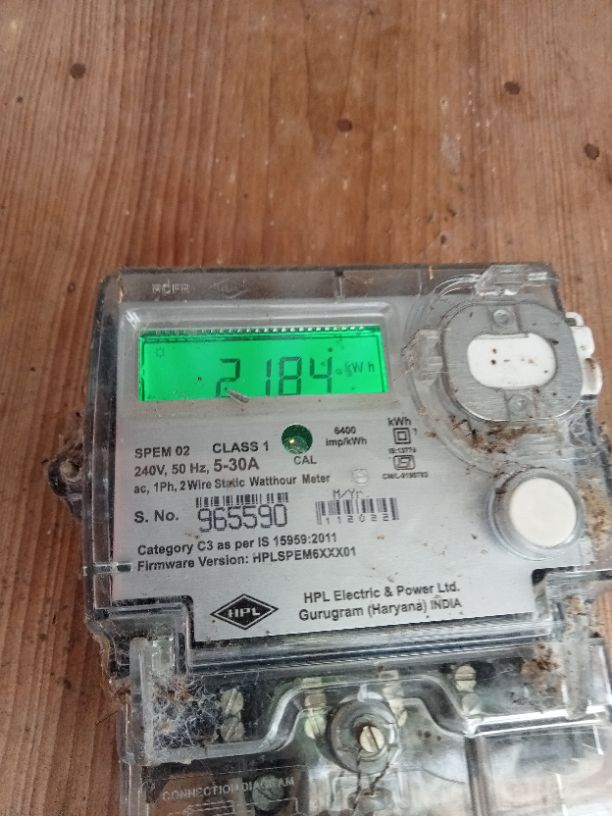 2184 kWh
SPEM 02 CLASS 1
240V, 50 Hz, 5-30A
CAL
6400
imp/kWh
kWh
ac, 1Ph, 2 Wire Static Watthour Meter
S. No. 965590
M/Yr.
112022
Category C3 as per IS 15959:2011
Firmware Version: HPLSPEM6XXX01
HPL
HPL Electric & Power Ltd.
Gurugram (Haryana) INDIA
CONNECTION DIAGRAM